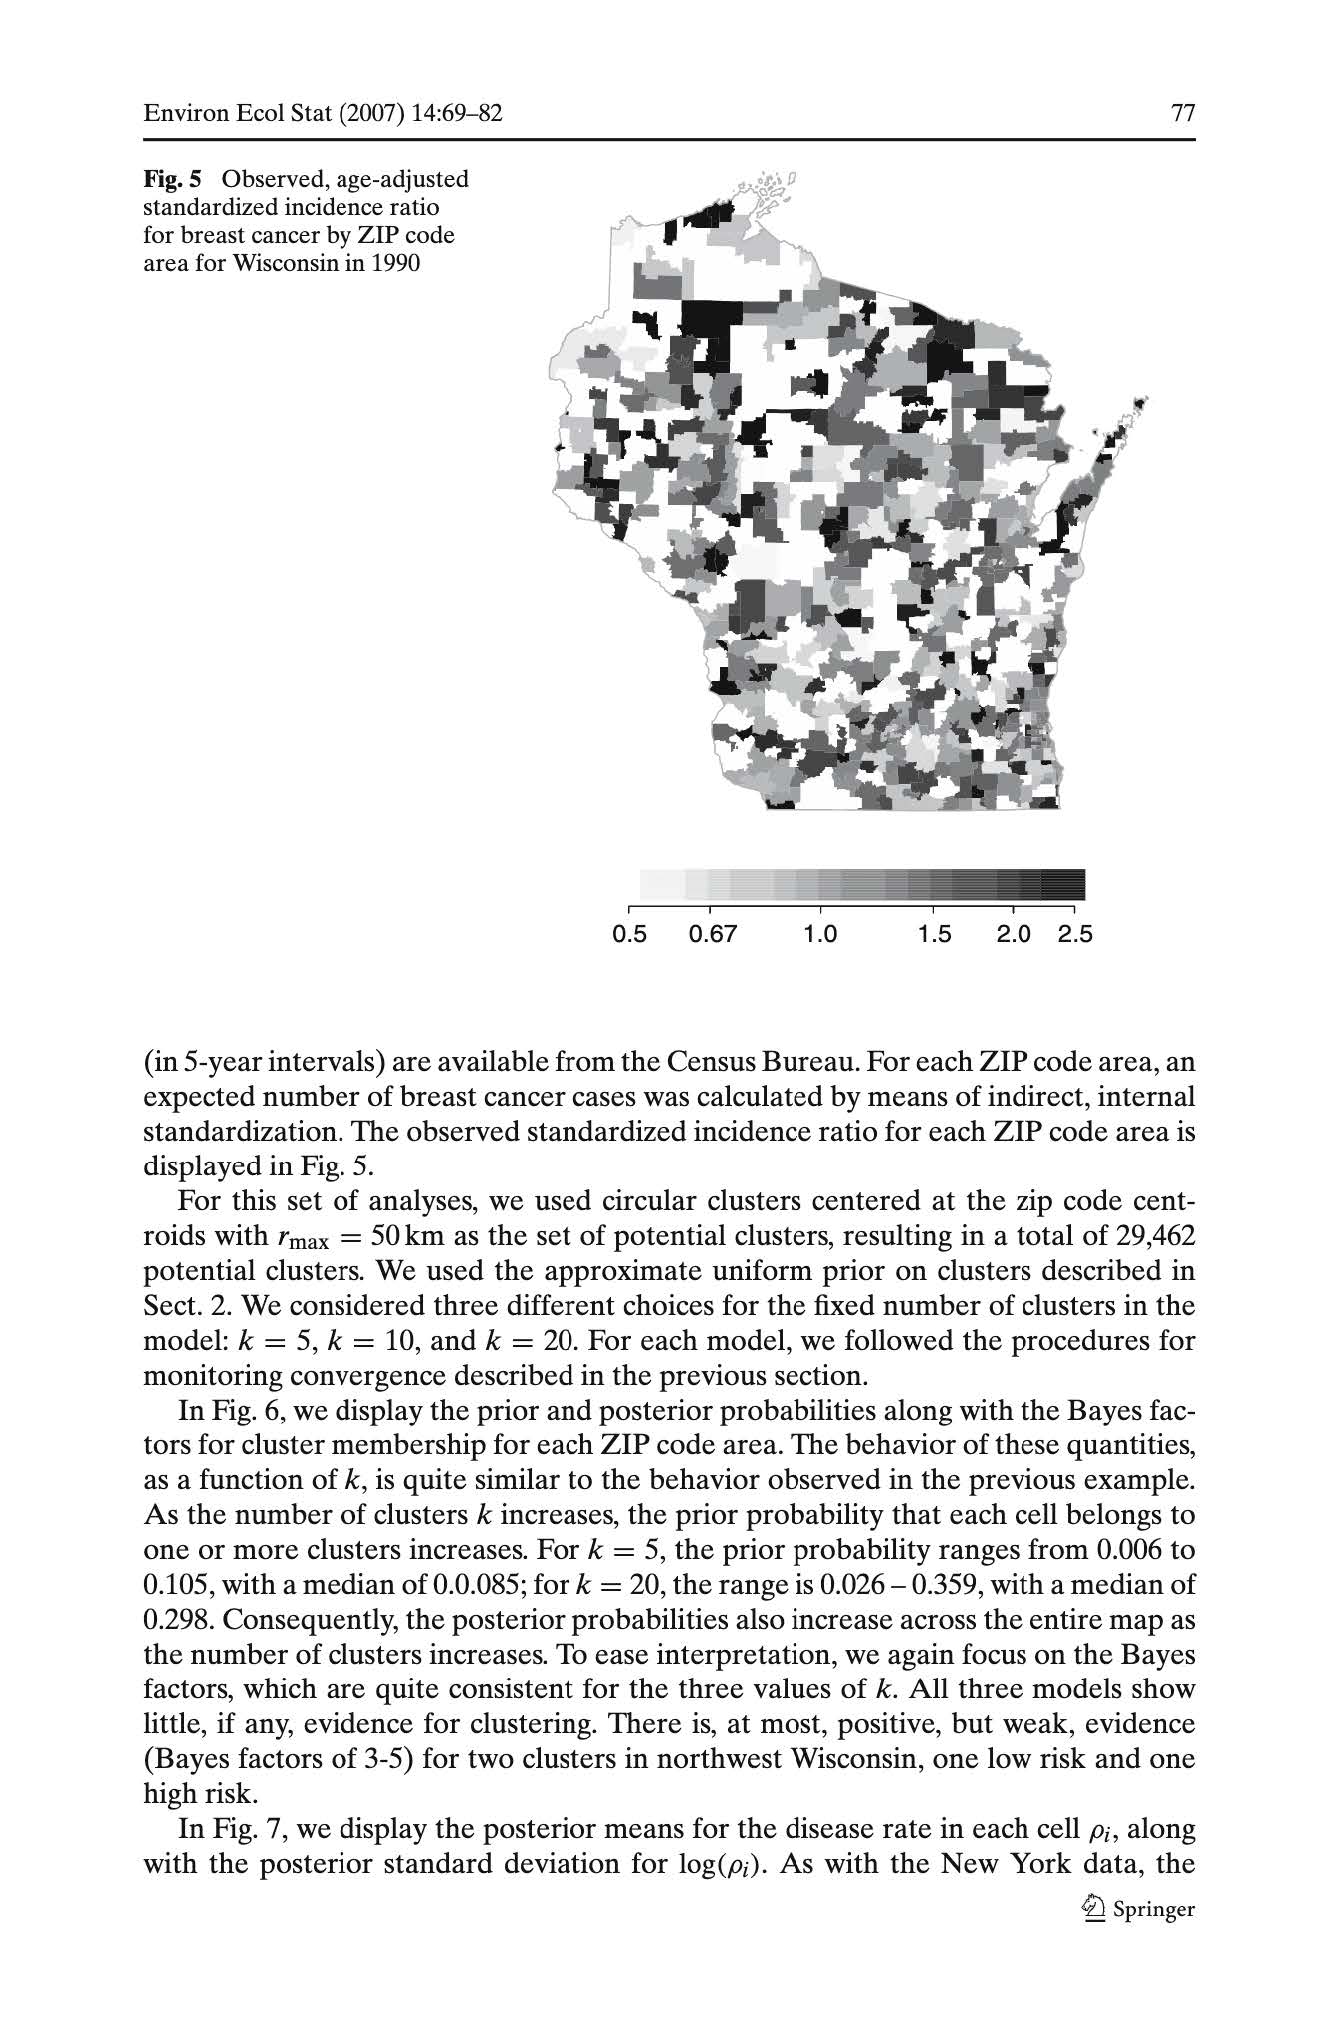 Environ Ecol Stat (2007) 14:69–82 77
Fig. 5 Observed, age-adjusted
standardized incidence ratio
for breast cancer by ZIP code
area for Wisconsin in 1990
0.5 0.67 1.0 1.5 2.0 2.5
(in 5-year intervals) are available from the Census Bureau. For each ZIP code area, an
expected number of breast cancer cases was calculated by means of indirect, internal
standardization. The observed standardized incidence ratio for each ZIP code area is
displayed in Fig. 5.
For this set of analyses, we used circular clusters centered at the zip code cent-
roids with rmax = 50 km as the set of potential clusters, resulting in a total of 29,462
potential clusters. We used the approximate uniform prior on clusters described in
Sect. 2. We considered three different choices for the fixed number of clusters in the
model: k = 5, k = 10, and k = 20. For each model, we followed the procedures for
monitoring convergence described in the previous section.
In Fig. 6, we display the prior and posterior probabilities along with the Bayes fac-
tors for cluster membership for each ZIP code area. The behavior of these quantities,
as a function of k, is quite similar to the behavior observed in the previous example.
As the number of clusters k increases, the prior probability that each cell belongs to
one or more clusters increases. For k = 5, the prior probability ranges from 0.006 to
0.105, with a median of 0.0.085; for k = 20, the range is 0.026 – 0.359, with a median of
0.298. Consequently, the posterior probabilities also increase across the entire map as
the number of clusters increases. To ease interpretation, we again focus on the Bayes
factors, which are quite consistent for the three values of k. All three models show
little, if any, evidence for clustering. There is, at most, positive, but weak, evidence
(Bayes factors of 3-5) for two clusters in northwest Wisconsin, one low risk and one
high risk.
In Fig. 7, we display the posterior means for the disease rate in each cell ρi, along
with the posterior standard deviation for log(ρi). As with the New York data, the
Springer